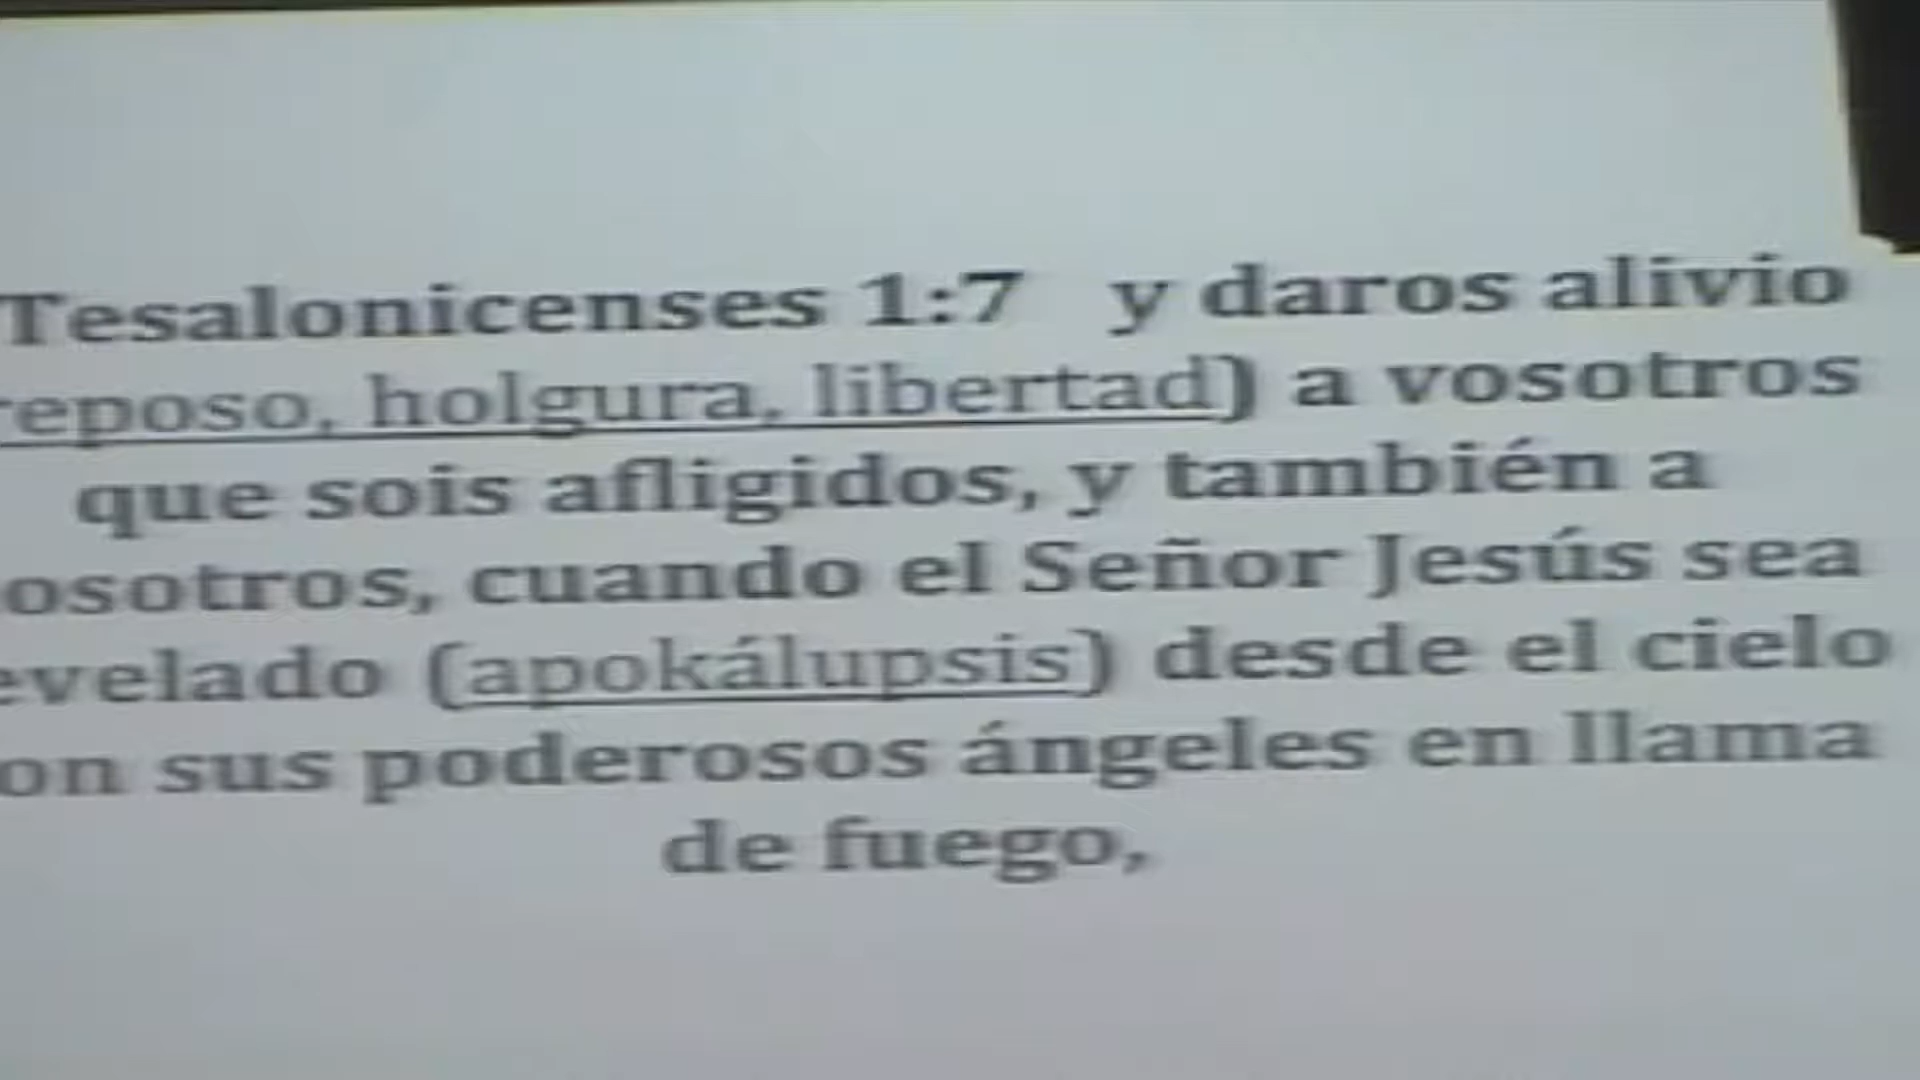 Tesalonicenses 1:7 y daros alivio
reposo, holgura, libertad) a vosotros
que sois afligidos, y también a
osotros, cuando el Señor Jesús sea
evelado (apokálupsis) desde el cielo
on sus poderosos ángeles en llama
de fuego,